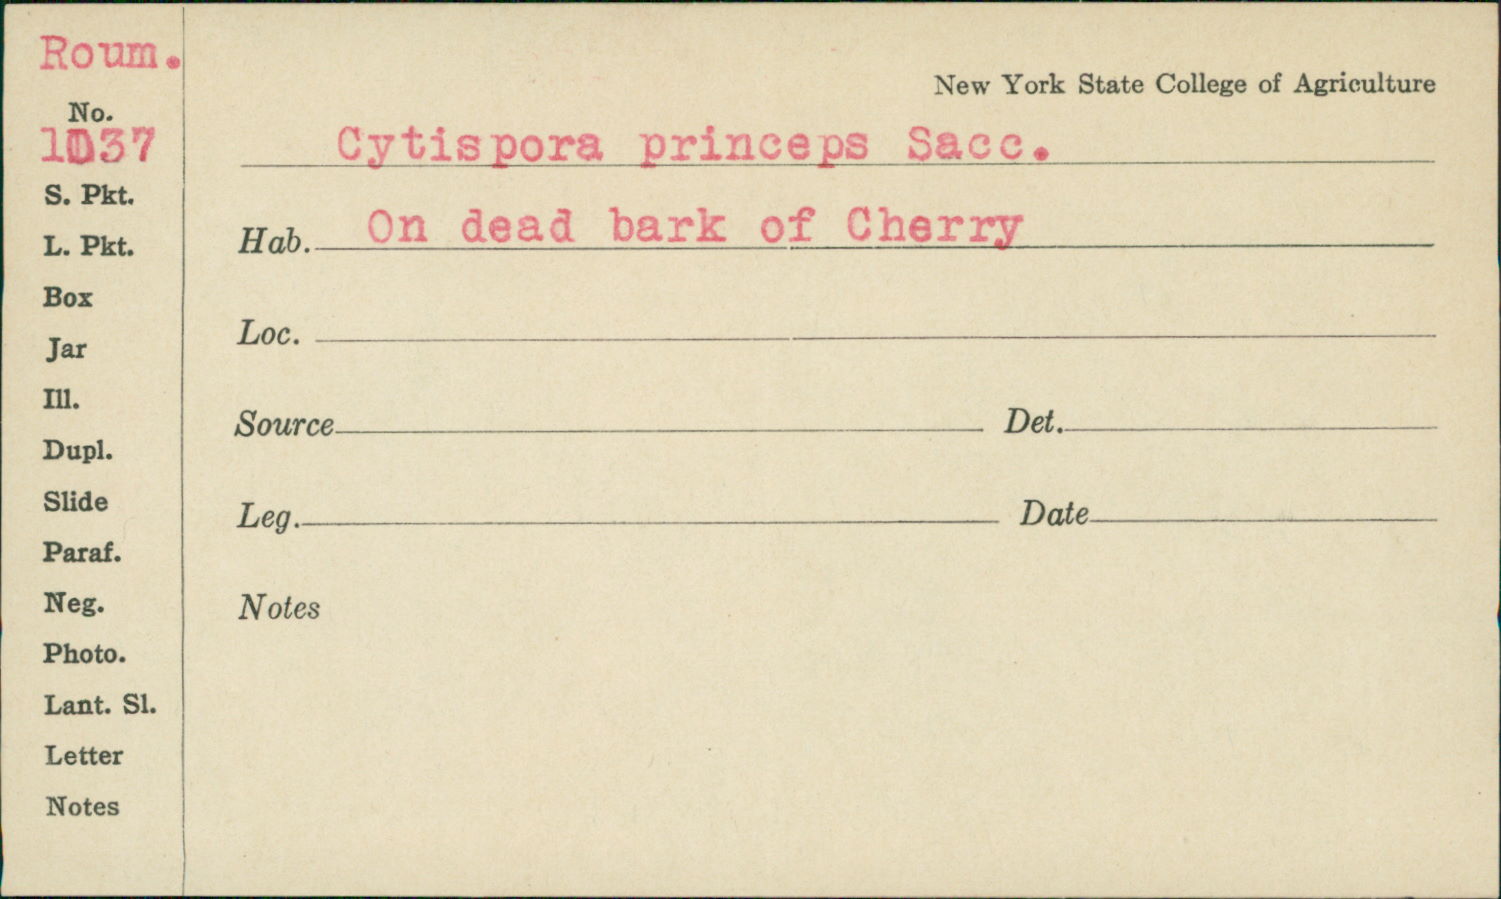 Roum.
New York State College of Agriculture
No.
1037
Cytispora princeps Sacc.
S. Pkt.
Hab. On dead bark of Cherry
L. Pkt.
Box
Loc.
Jar
Ill.
Source Det.
Dupl.
Slide
Leg. Date
Paraf.
Neg.
Notes
Photo.
Lant. Sl.
Letter
Notes